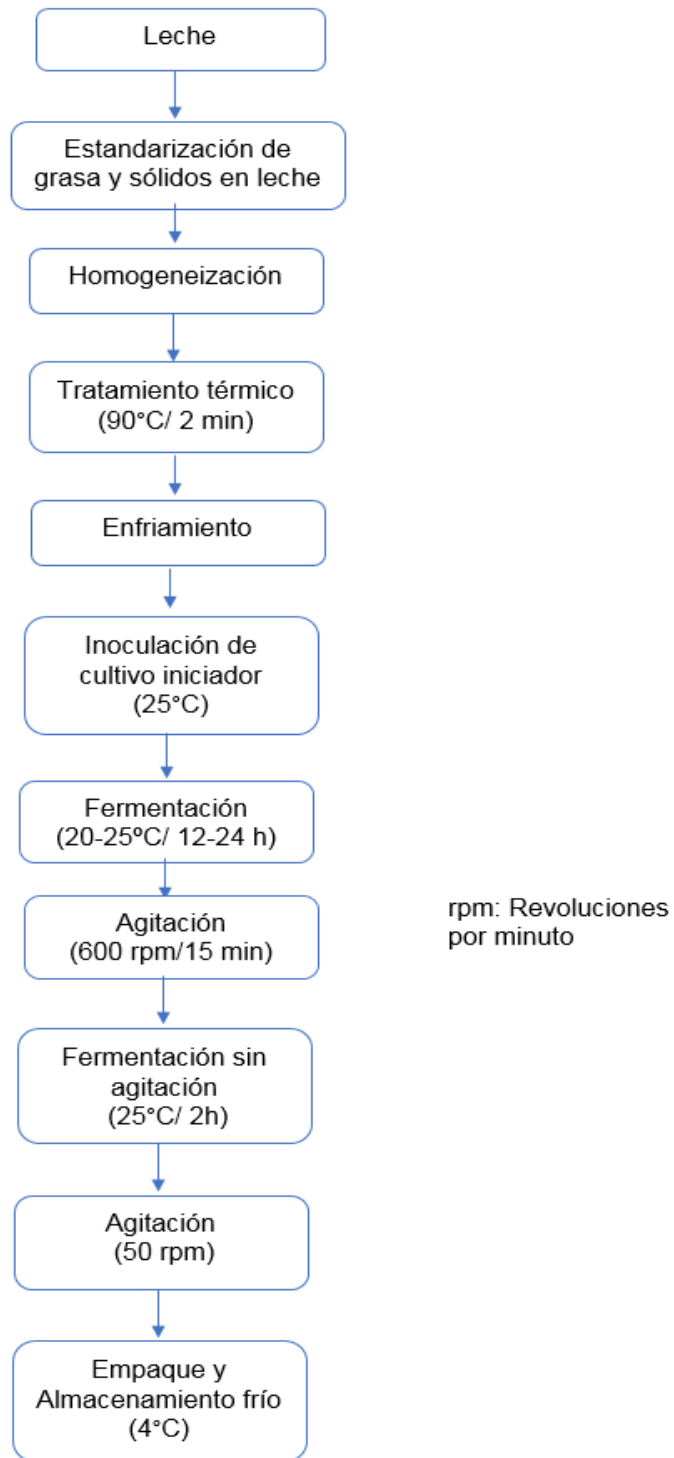 Leche
Estandarización de
grasa y sólidos en leche
Homogeneización
Tratamiento térmico
(90°C/ 2 min)
Enfriamiento
Inoculación de
cultivo iniciador
(25°C)
Fermentación
(20-25ºC/ 12-24 h)
Agitación
(600 rpm/15 min)
rpm: Revoluciones
por minuto
Fermentación sin
agitación
(25°C/ 2h)
Agitación
(50 rpm)
Empaque y
Almacenamiento frío
(4°C)